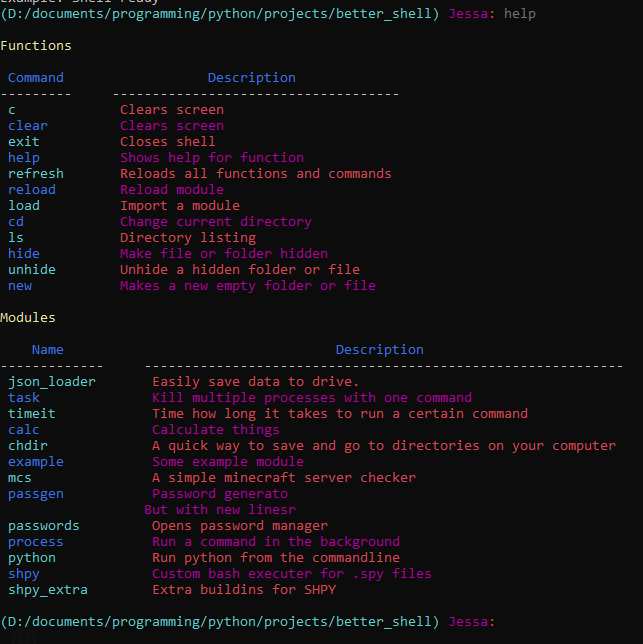 Example: Shell ready
(D:/documents/programming/python/projects/better_shell) Jessa: help
Functions
Command Description
--------- ------------------------------------
c Clears screen
clear Clears screen
exit Closes shell
help Shows help for function
refresh Reloads all functions and commands
reload Reload module
load Import a module
cd Change current directory
ls Directory listing
hide Make file or folder hidden
unhide Unhide a hidden folder or file
new Makes a new empty folder or file
Modules
Name Description
------------- ------------------------------------------------------------
json_loader Easily save data to drive.
task Kill multiple processes with one command
timeit Time how long it takes to run a certain command
calc Calculate things
chdir A quick way to save and go to directories on your computer
example Some example module
mcs A simple minecraft server checker
passgen Password generato
But with new linesr
passwords Opens password manager
process Run a command in the background
python Run python from the commandline
shpy Custom bash executer for .spy files
shpy_extra Extra buildins for SHPY
(D:/documents/programming/python/projects/better_shell) Jessa: